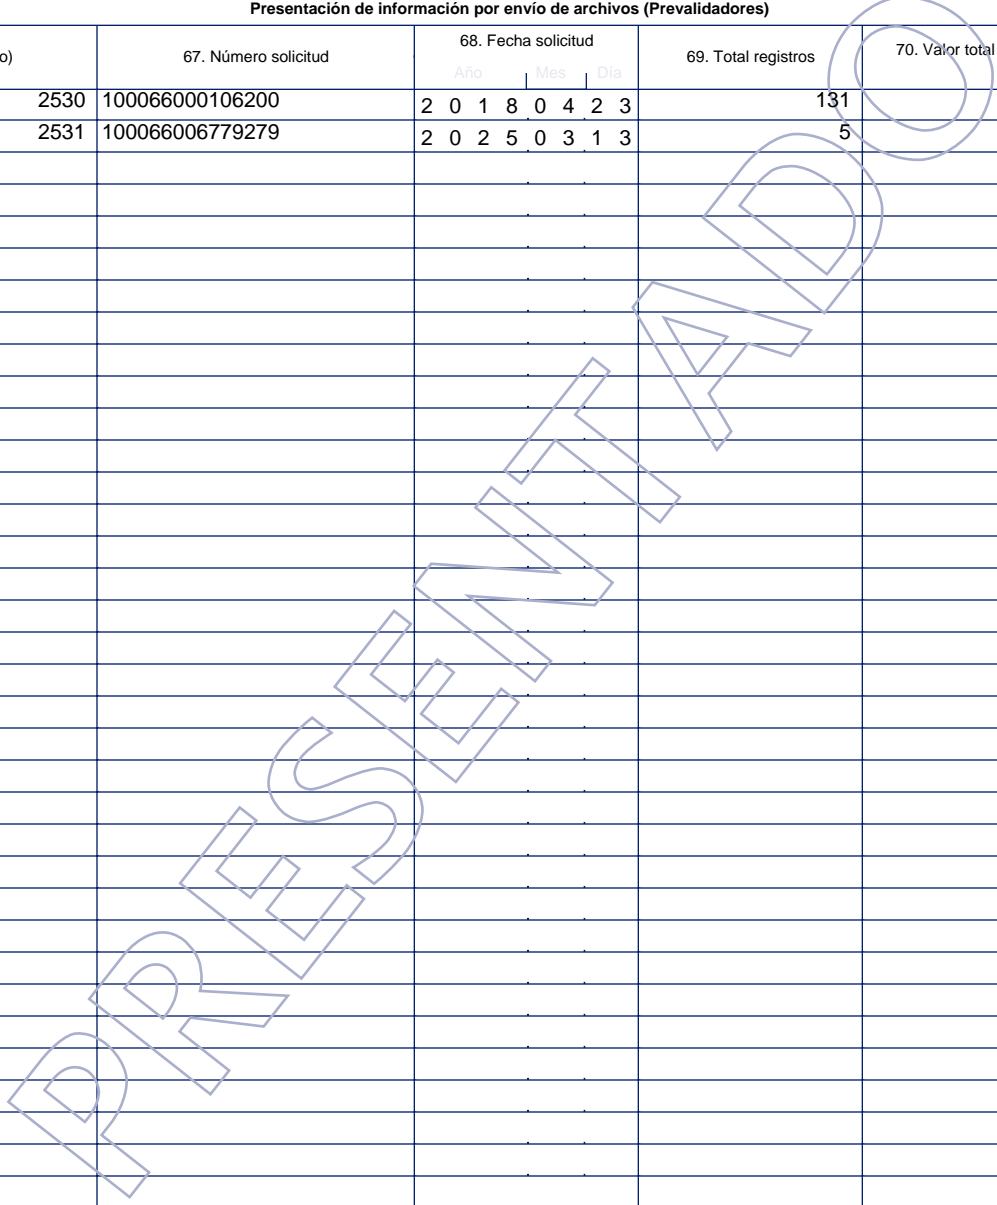 Presentación de información por envío de archivos (Prevalidadores)
o) 67. Número solicitud 68. Fecha solicitud 69. Total registros 70. Valor total
Año Mes Día
2530 100066000106200 2 0 1 8 0 4 2 3 131
2531 100066006779279 2 0 2 5 0 3 1 3 5
PRESENTADO